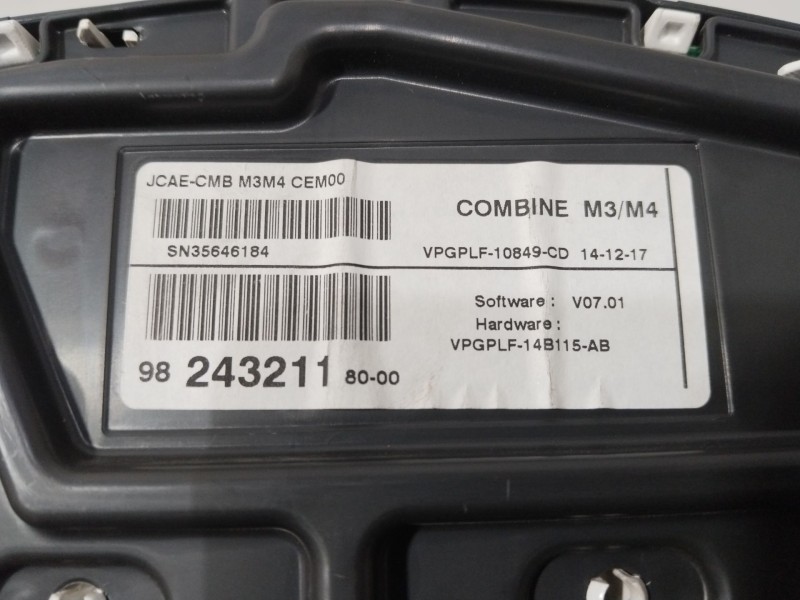 JCAE-CMB M3M4 CEM00
COMBINE M3/M4
SN35646184
VPGPLF-10849-CD 14-12-17
Software: V07.01
Hardware:
VPGPLF-14B115-AB
98 243211 80-00